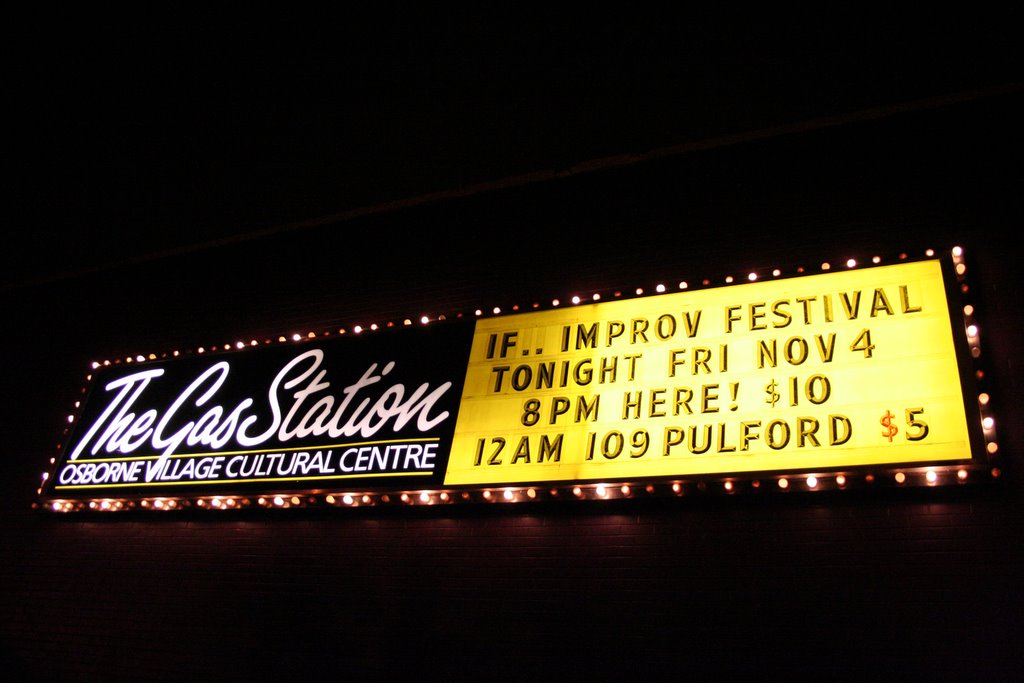 The Gas Station
OSBORNE VILLAGE CULTURAL CENTRE
IF.. IMPROV FESTIVAL
TONIGHT FRI NOV 4
8PM HERE! $10
12AM 109 PULFORD $5